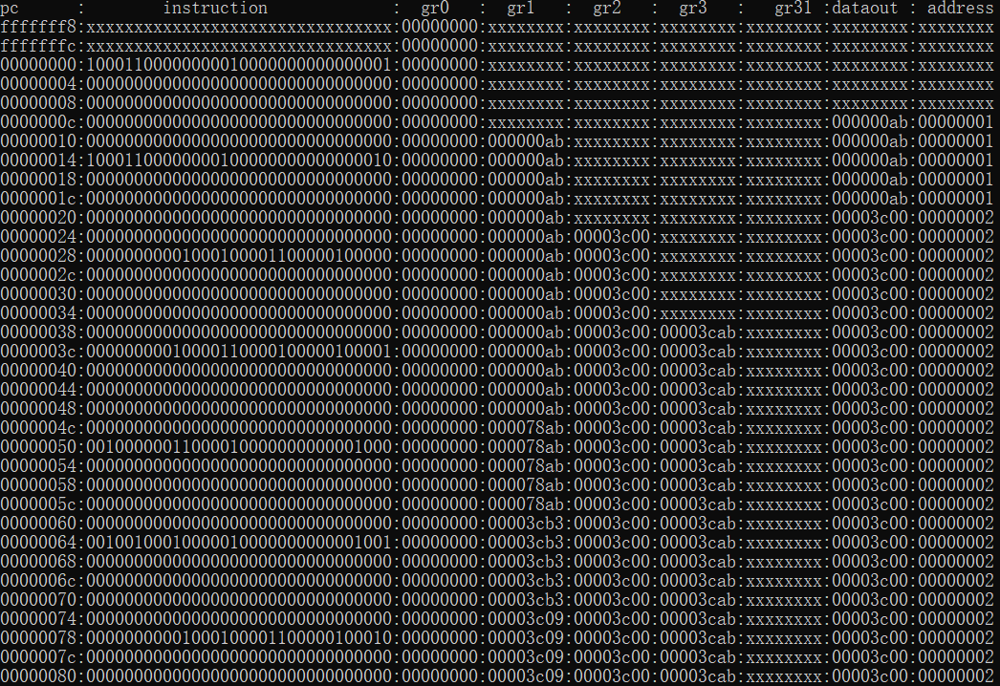 pc : instruction : gr0 : gr1 : gr2 : gr3 : gr31 :dataout : address
fffffff8:xxxxxxxxxxxxxxxxxxxxxxxxxxxxxxxx:00000000:xxxxxxxx:xxxxxxxx:xxxxxxxx:xxxxxxxx:xxxxxxxx:xxxxxxxx
fffffffc:xxxxxxxxxxxxxxxxxxxxxxxxxxxxxxxx:00000000:xxxxxxxx:xxxxxxxx:xxxxxxxx:xxxxxxxx:xxxxxxxx:xxxxxxxx
00000000:10001100000000010000000000000001:00000000:xxxxxxxx:xxxxxxxx:xxxxxxxx:xxxxxxxx:xxxxxxxx:xxxxxxxx
00000004:00000000000000000000000000000000:00000000:xxxxxxxx:xxxxxxxx:xxxxxxxx:xxxxxxxx:xxxxxxxx:xxxxxxxx
00000008:00000000000000000000000000000000:00000000:xxxxxxxx:xxxxxxxx:xxxxxxxx:xxxxxxxx:xxxxxxxx:xxxxxxxx
0000000c:00000000000000000000000000000000:00000000:xxxxxxxx:xxxxxxxx:xxxxxxxx:xxxxxxxx:000000ab:00000001
00000010:00000000000000000000000000000000:00000000:000000ab:xxxxxxxx:xxxxxxxx:xxxxxxxx:000000ab:00000001
00000014:10001100000000100000000000000010:00000000:000000ab:xxxxxxxx:xxxxxxxx:xxxxxxxx:000000ab:00000001
00000018:00000000000000000000000000000000:00000000:000000ab:xxxxxxxx:xxxxxxxx:xxxxxxxx:000000ab:00000001
0000001c:00000000000000000000000000000000:00000000:000000ab:xxxxxxxx:xxxxxxxx:xxxxxxxx:000000ab:00000001
00000020:00000000000000000000000000000000:00000000:000000ab:xxxxxxxx:xxxxxxxx:xxxxxxxx:00003c00:00000002
00000024:00000000000000000000000000000000:00000000:000000ab:00003c00:xxxxxxxx:xxxxxxxx:00003c00:00000002
00000028:00000000001000100001100000100000:00000000:000000ab:00003c00:xxxxxxxx:xxxxxxxx:00003c00:00000002
0000002c:00000000000000000000000000000000:00000000:000000ab:00003c00:xxxxxxxx:xxxxxxxx:00003c00:00000002
00000030:00000000000000000000000000000000:00000000:000000ab:00003c00:xxxxxxxx:xxxxxxxx:00003c00:00000002
00000034:00000000000000000000000000000000:00000000:000000ab:00003c00:xxxxxxxx:xxxxxxxx:00003c00:00000002
00000038:00000000000000000000000000000000:00000000:000000ab:00003c00:00003cab:xxxxxxxx:00003c00:00000002
0000003c:00000000010000110000100000100001:00000000:000000ab:00003c00:00003cab:xxxxxxxx:00003c00:00000002
00000040:00000000000000000000000000000000:00000000:000000ab:00003c00:00003cab:xxxxxxxx:00003c00:00000002
00000044:00000000000000000000000000000000:00000000:000000ab:00003c00:00003cab:xxxxxxxx:00003c00:00000002
00000048:00000000000000000000000000000000:00000000:000000ab:00003c00:00003cab:xxxxxxxx:00003c00:00000002
0000004c:00000000000000000000000000000000:00000000:000078ab:00003c00:00003cab:xxxxxxxx:00003c00:00000002
00000050:00100000011000010000000000001000:00000000:000078ab:00003c00:00003cab:xxxxxxxx:00003c00:00000002
00000054:00000000000000000000000000000000:00000000:000078ab:00003c00:00003cab:xxxxxxxx:00003c00:00000002
00000058:00000000000000000000000000000000:00000000:000078ab:00003c00:00003cab:xxxxxxxx:00003c00:00000002
0000005c:00000000000000000000000000000000:00000000:000078ab:00003c00:00003cab:xxxxxxxx:00003c00:00000002
00000060:00000000000000000000000000000000:00000000:00003cb3:00003c00:00003cab:xxxxxxxx:00003c00:00000002
00000064:00100100010000010000000000001001:00000000:00003cb3:00003c00:00003cab:xxxxxxxx:00003c00:00000002
00000068:00000000000000000000000000000000:00000000:00003cb3:00003c00:00003cab:xxxxxxxx:00003c00:00000002
0000006c:00000000000000000000000000000000:00000000:00003cb3:00003c00:00003cab:xxxxxxxx:00003c00:00000002
00000070:00000000000000000000000000000000:00000000:00003cb3:00003c00:00003cab:xxxxxxxx:00003c00:00000002
00000074:00000000000000000000000000000000:00000000:00003c09:00003c00:00003cab:xxxxxxxx:00003c00:00000002
00000078:00000000001000100001100000100010:00000000:00003c09:00003c00:00003cab:xxxxxxxx:00003c00:00000002
0000007c:00000000000000000000000000000000:00000000:00003c09:00003c00:00003cab:xxxxxxxx:00003c00:00000002
00000080:00000000000000000000000000000000:00000000:00003c09:00003c00:00003cab:xxxxxxxx:00003c00:00000002